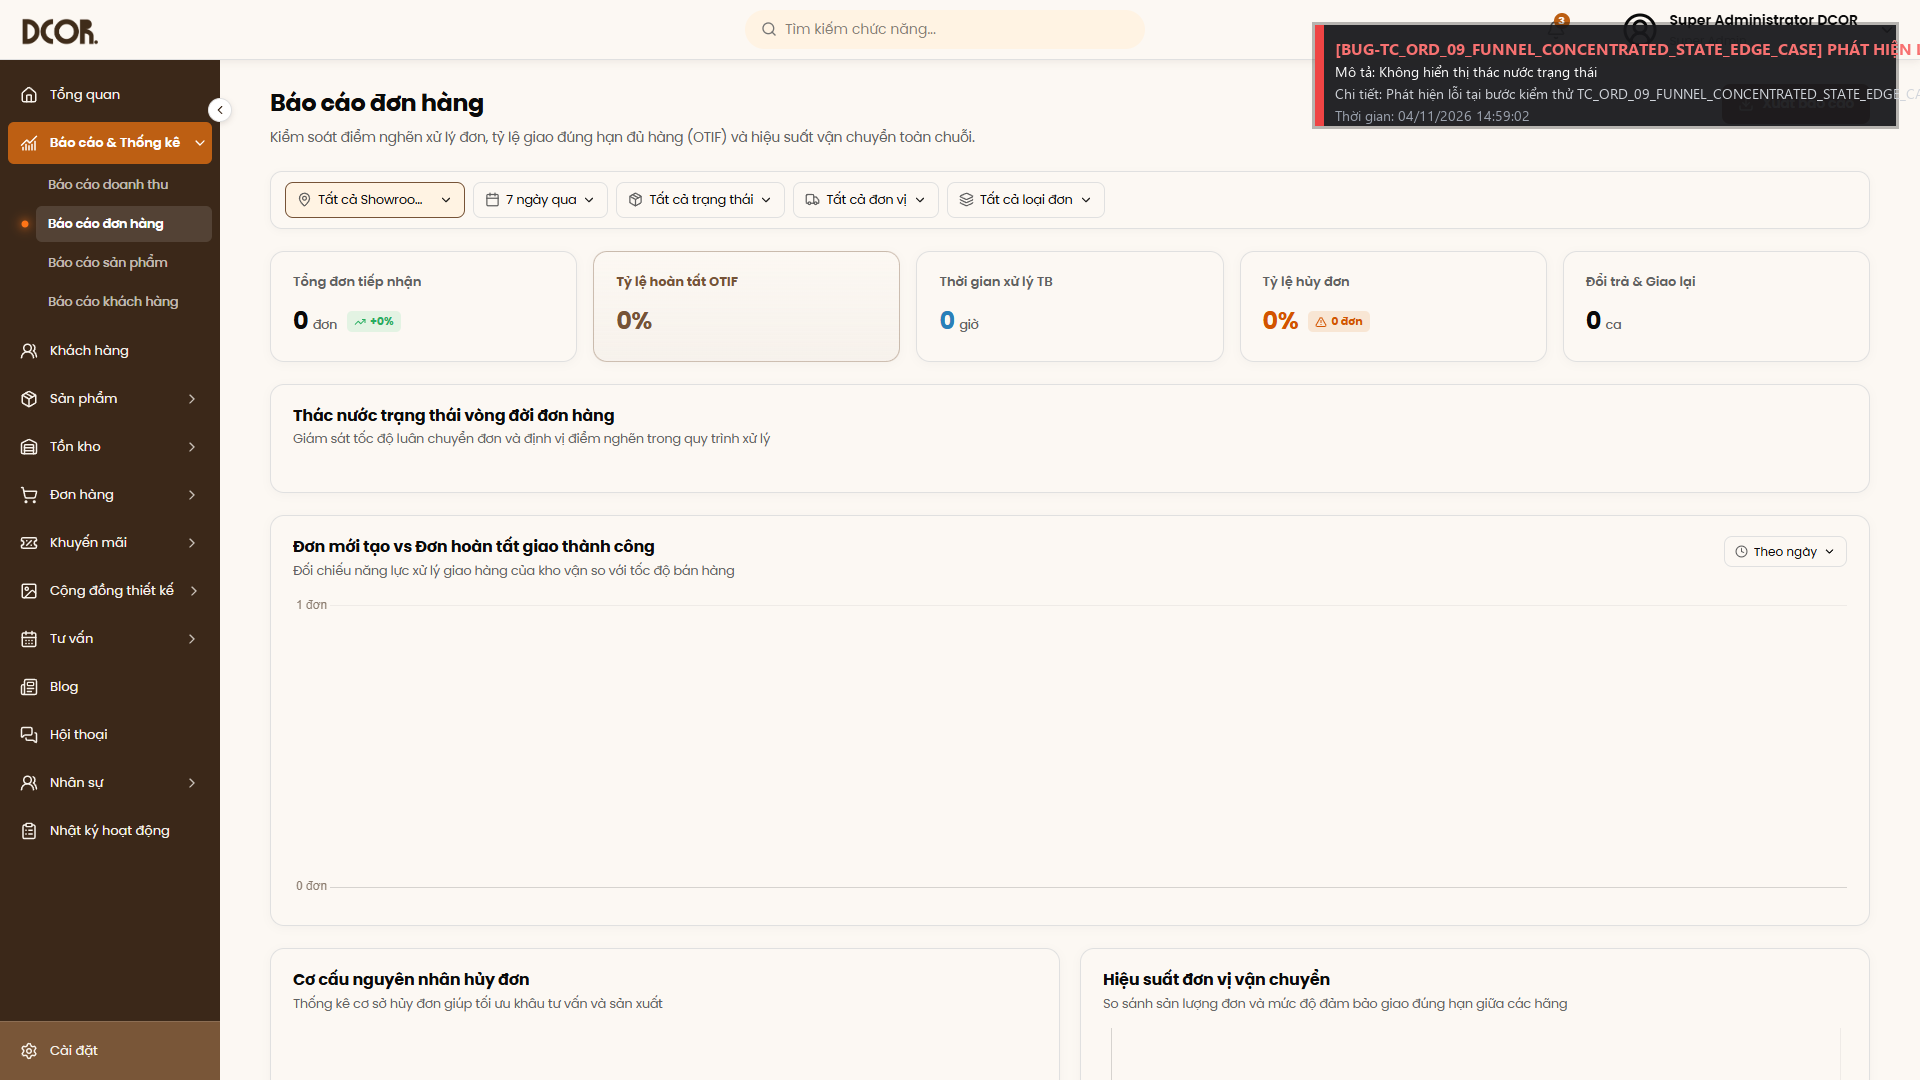 DCOR.
Tìm kiếm chức năng...
3
Super Administrator DCOR
[BUG-TC_ORD_09_FUNNEL_CONCENTRATED_STATE_EDGE_CASE] PHÁT HIỆN
Mô tả: Không hiển thị thác nước trạng thái
Chi tiết: Phát hiện lỗi tại bước kiểm thử TC_ORD_09_FUNNEL_CONCENTRATED_STATE_EDGE_CA
Thời gian: 04/11/2026 14:59:02
Tổng quan
Báo cáo & Thống kê
Báo cáo doanh thu
Báo cáo đơn hàng
Báo cáo sản phẩm
Báo cáo khách hàng
Khách hàng
Sản phẩm
Tồn kho
Đơn hàng
Khuyến mãi
Cộng đồng thiết kế
Tư vấn
Blog
Hội thoại
Nhân sự
Nhật ký hoạt động
Cài đặt
Báo cáo đơn hàng
Kiểm soát điểm nghẽn xử lý đơn, tỷ lệ giao đúng hạn đủ hàng (OTIF) và hiệu suất vận chuyển toàn chuỗi.
Tất cả Showroo...
7 ngày qua
Tất cả trạng thái
Tất cả đơn vị
Tất cả loại đơn
Tổng đơn tiếp nhận
0 đơn +0%
Tỷ lệ hoàn tất OTIF
0%
Thời gian xử lý TB
0 giờ
Tỷ lệ hủy đơn
0% 0 đơn
Đổi trả & Giao lại
0 ca
Thác nước trạng thái vòng đời đơn hàng
Giám sát tốc độ luân chuyển đơn và định vị điểm nghẽn trong quy trình xử lý
Đơn mới tạo vs Đơn hoàn tất giao thành công
Đối chiếu năng lực xử lý giao hàng của kho vận so với tốc độ bán hàng
Theo ngày
1 đơn
0 đơn
Cơ cấu nguyên nhân hủy đơn
Thống kê cơ sở hủy đơn giúp tối ưu khâu tư vấn và sản xuất
Hiệu suất đơn vị vận chuyển
So sánh sản lượng đơn và mức độ đảm bảo giao đúng hạn giữa các hãng